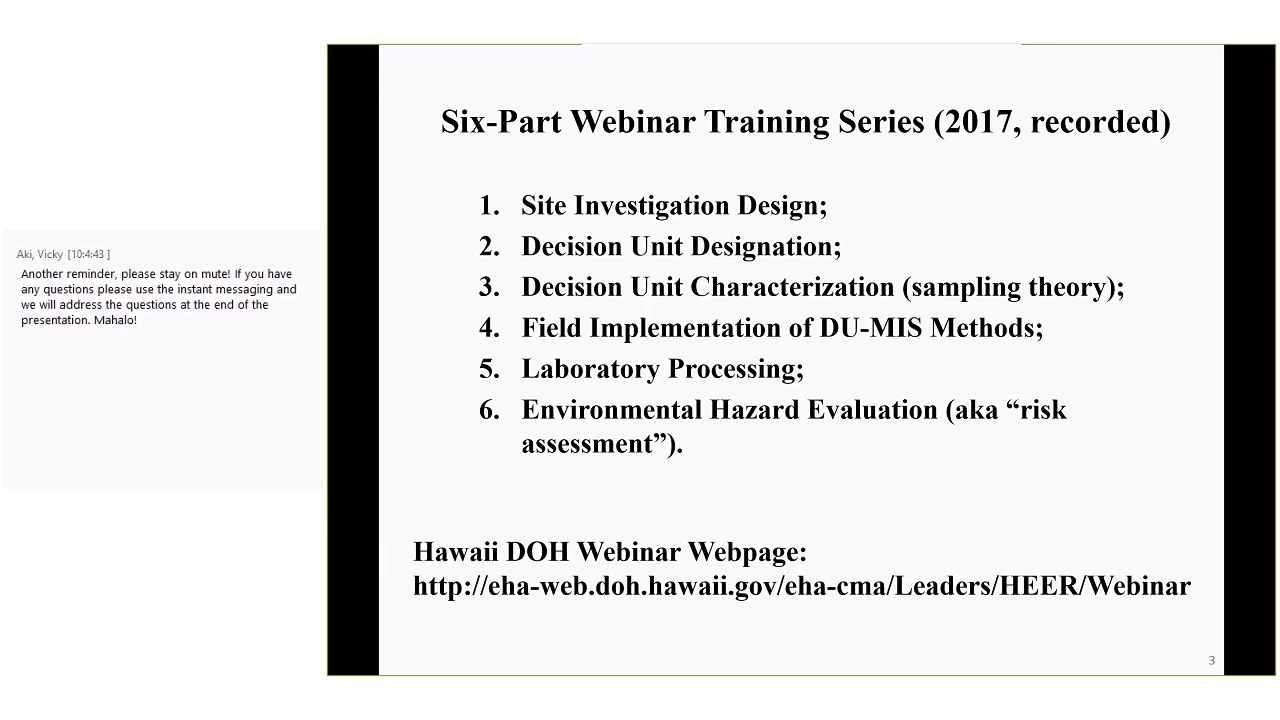 Aki, Vicky [10:4:43 ]
Another reminder, please stay on mute! If you have
any questions please use the instant messaging and
we will address the questions at the end of the
presentation. Mahalo!
Six-Part Webinar Training Series (2017, recorded)
1. Site Investigation Design;
2. Decision Unit Designation;
3. Decision Unit Characterization (sampling theory);
4. Field Implementation of DU-MIS Methods;
5. Laboratory Processing;
6. Environmental Hazard Evaluation (aka “risk
assessment”).
Hawaii DOH Webinar Webpage:
http://eha-web.doh.hawaii.gov/eha-cma/Leaders/HEER/Webinar
3